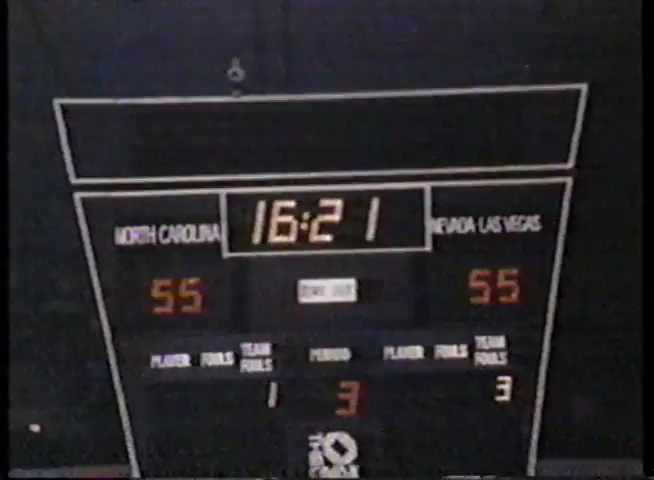 16:21
NORTH CAROLINA NEVADA-LAS VEGAS
55 TIME OUT 55
PLAYER FOULS TEAM FOULS PERIOD PLAYER FOULS TEAM FOULS
1 3 3